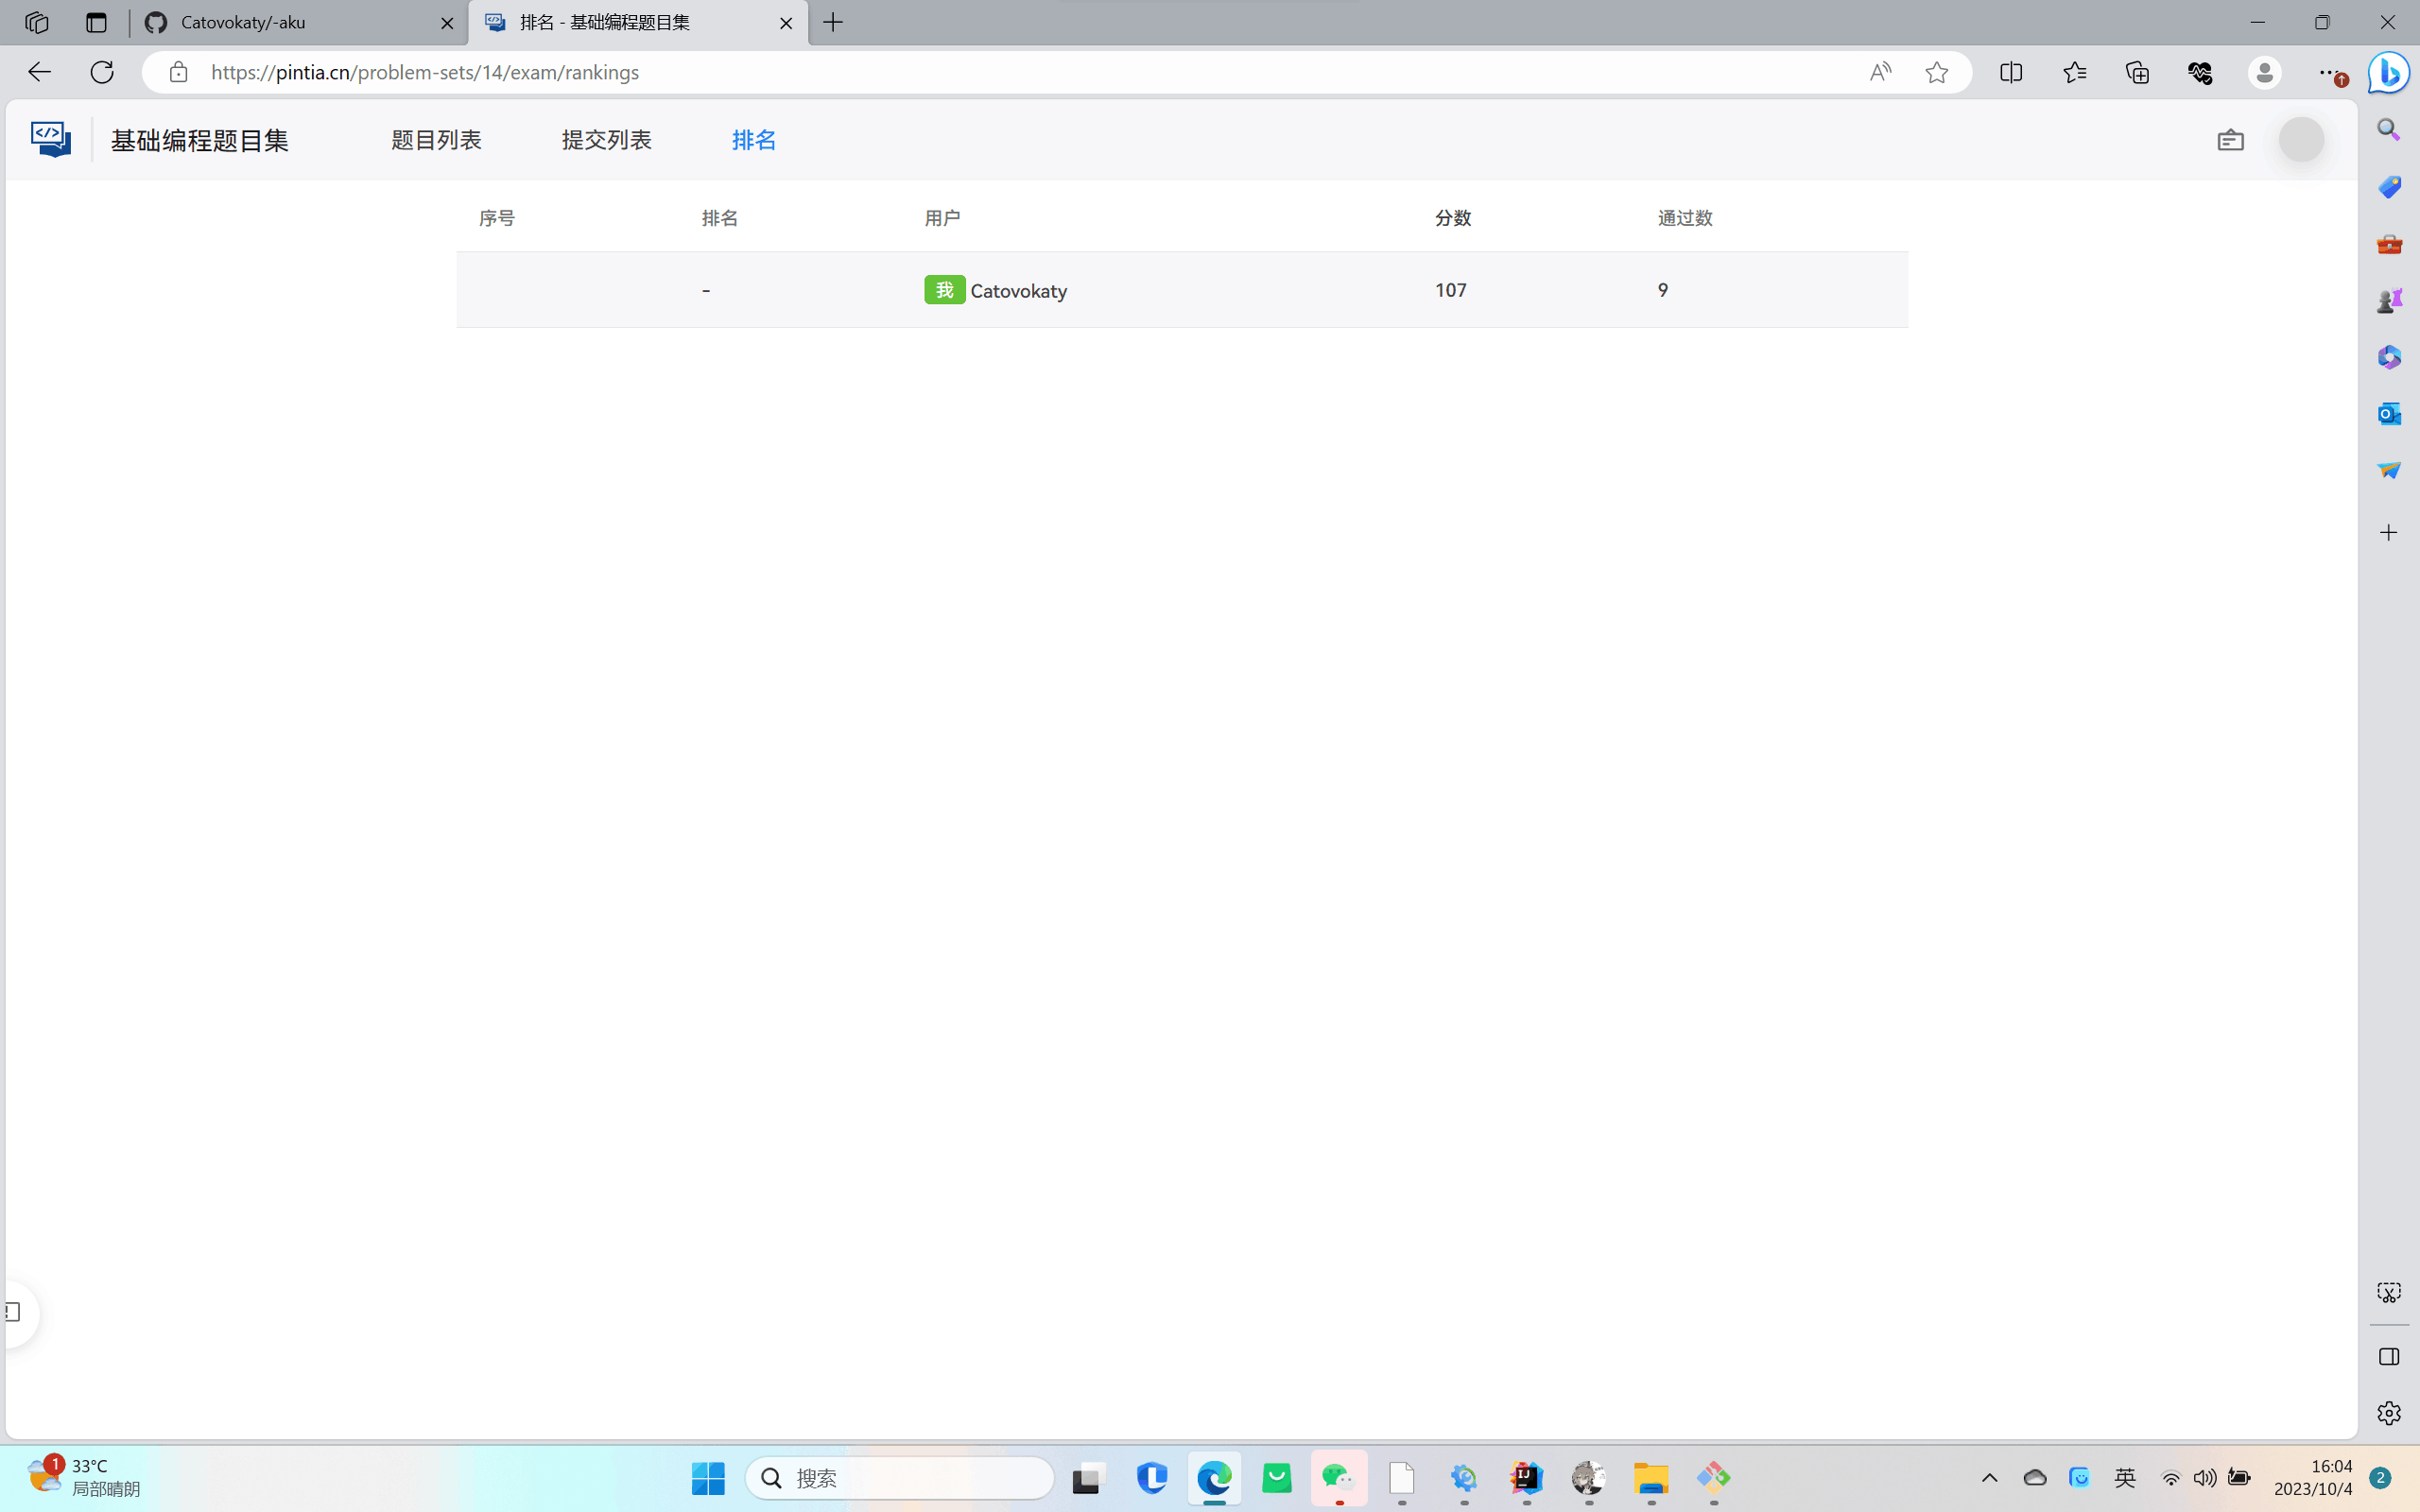 Catovokaty/-aku
排名 - 基础编程题目集
https://pintia.cn/problem-sets/14/exam/rankings
基础编程题目集 题目列表 提交列表 排名
序号 排名 用户 分数 通过数
- 我 Catovokaty 107 9
1 33°C
局部晴朗
搜索
英
16:04
2023/10/4
2